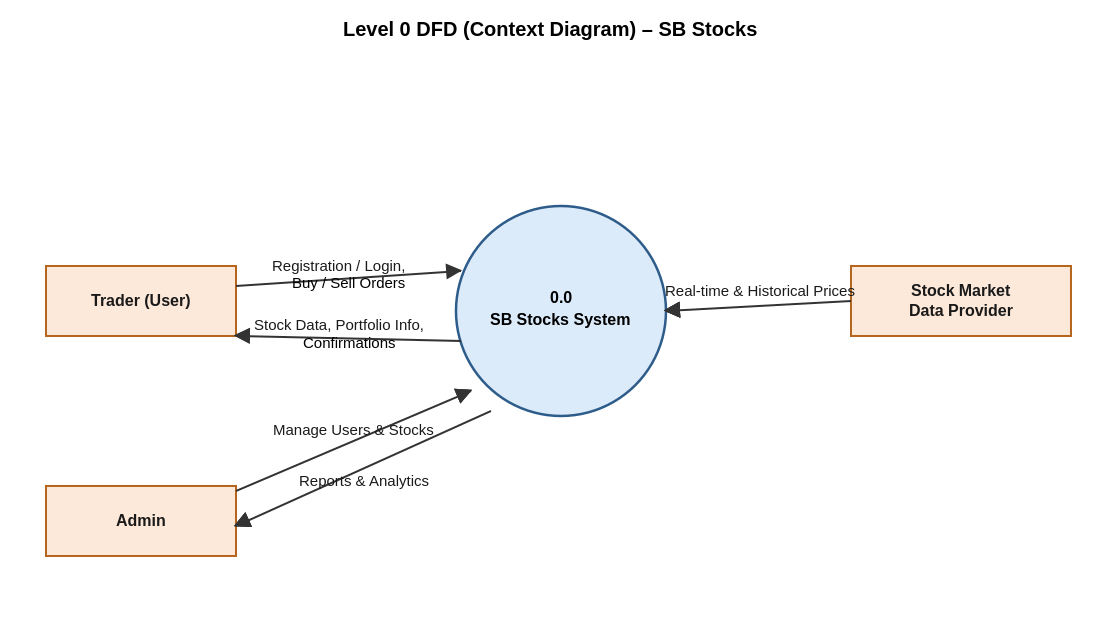 Level 0 DFD (Context Diagram) – SB Stocks
Registration / Login,
Buy / Sell Orders
Trader (User)
Stock Data, Portfolio Info,
Confirmations
0.0
SB Stocks System
Real-time & Historical Prices
Stock Market
Data Provider
Manage Users & Stocks
Reports & Analytics
Admin